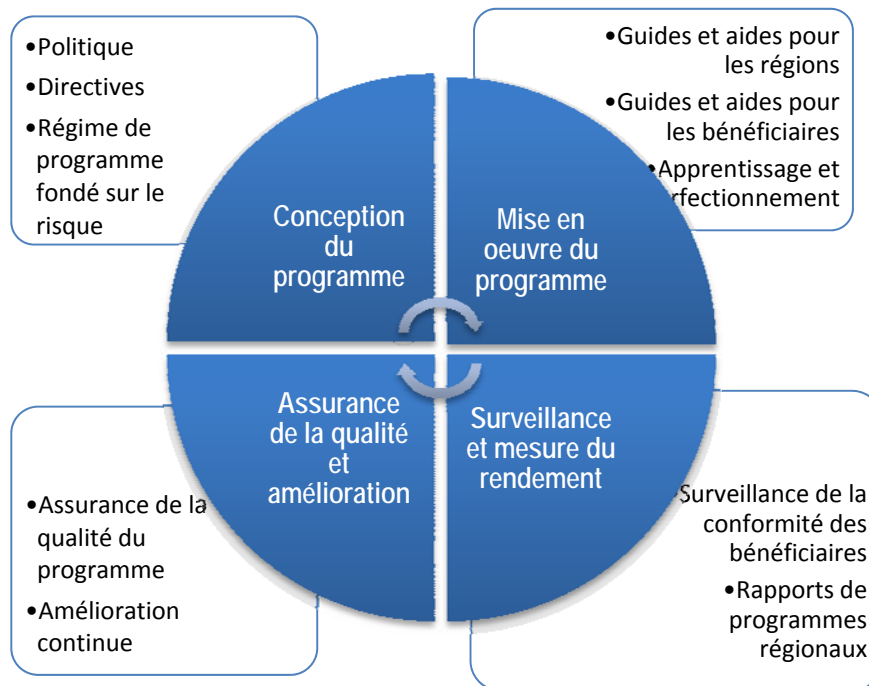 •Politique
•Directives
•Régime de
programme
fondé sur le
risque
•Guides et aides pour
les régions
•Guides et aides pour
les bénéficiaires
•Apprentissage et
rfectionnement
Conception
du
programme
Mise en
oeuvre du
programme
Assurance
de la qualité
et
amélioration
Surveillance
et mesure du
rendement
•Assurance de la
qualité du
programme
•Amélioration
continue
Surveillance de la
conformité des
bénéficiaires
•Rapports de
programmes
régionaux